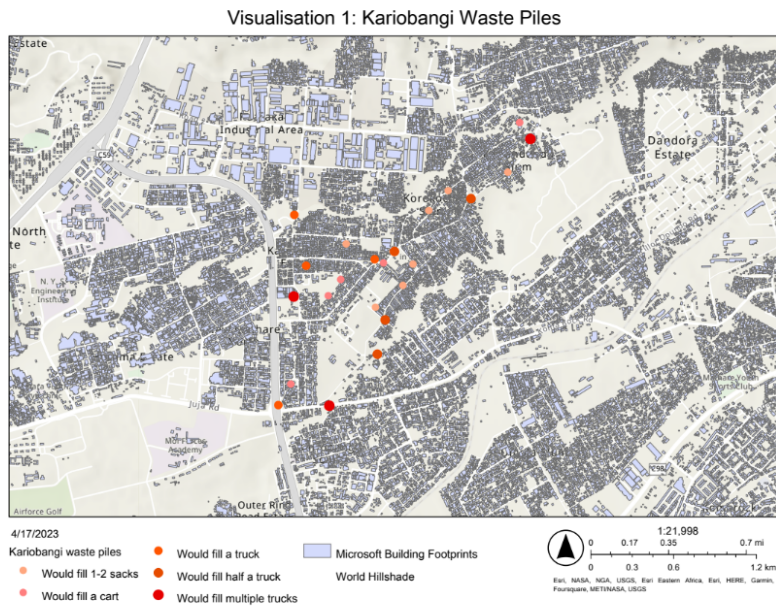 Visualisation 1: Kariobangi Waste Piles
Estate
Industrial Area
C59
Dandora
Estate
North
N. Y. S
Engineering
Institute
Juja Rd
Academy
Airforce Golf
Outer Ring
C98
4/17/2023
Kariobangi waste piles
Would fill 1-2 sacks
Would fill a cart
Would fill a truck
Would fill half a truck
Would fill multiple trucks
Microsoft Building Footprints
World Hillshade
1:21,998
0 0.17 0.35 0.7 mi
0 0.3 0.6 1.2 km
Esri, NASA, NGA, USGS, Esri Eastern Africa, Esri, HERE, Garmin,
Foursquare, METI/NASA, USGS